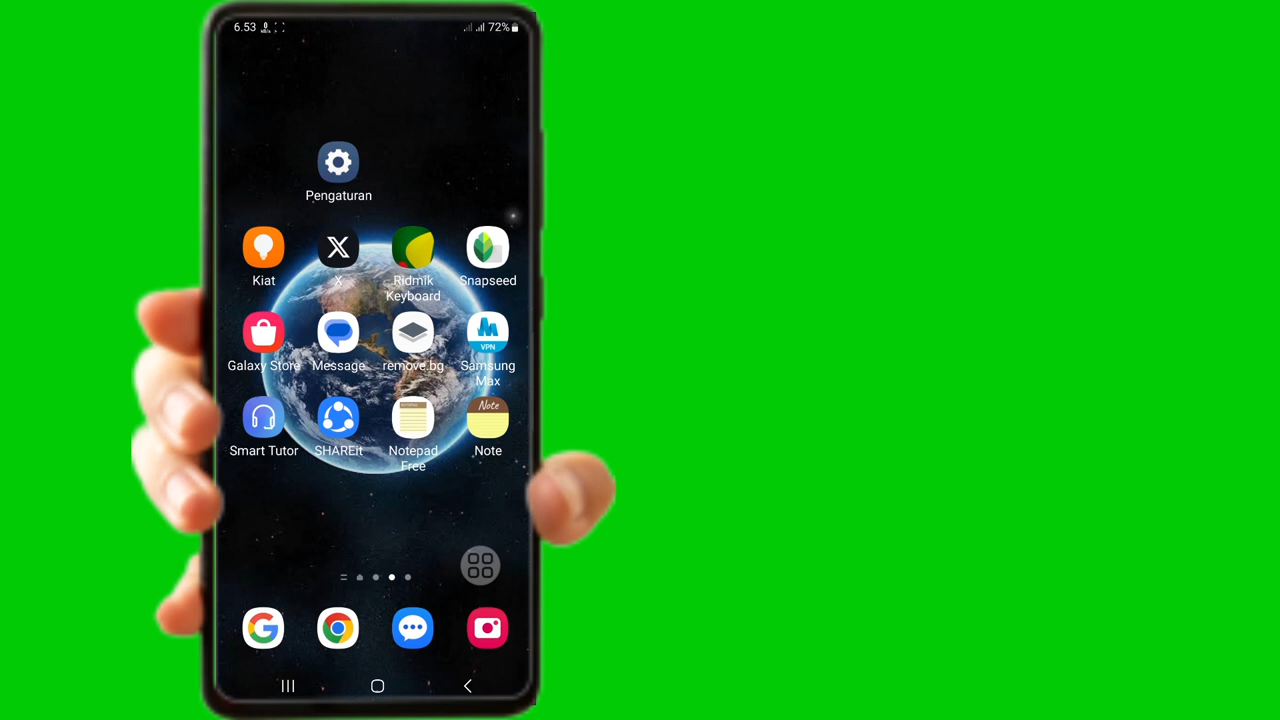 6.53
72%
Pengaturan
Kiat
X
Ridmik
Keyboard
Snapseed
Galaxy Store
Message
remove.bg
VPN
Samsung
Max
Smart Tutor
SHAREit
Notepad
Free
Note
Note